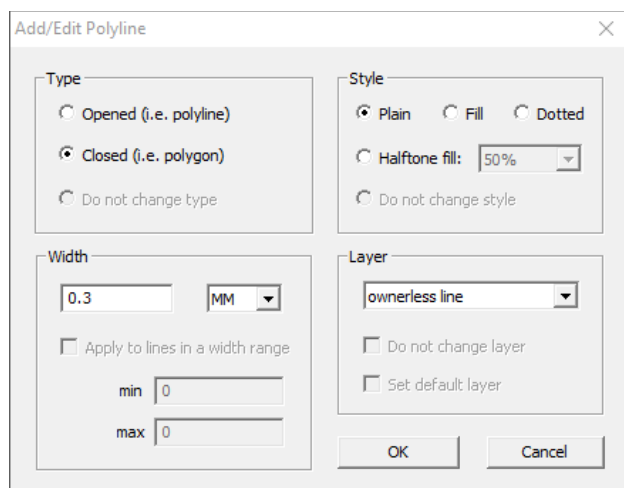 Add/Edit Polyline
Type
Opened (i.e. polyline)
Closed (i.e. polygon)
Do not change type
Style
Plain Fill Dotted
Halftone fill: 50%
Do not change style
Width
0.3 MM
Apply to lines in a width range
min 0
max 0
Layer
ownerless line
Do not change layer
Set default layer
OK Cancel